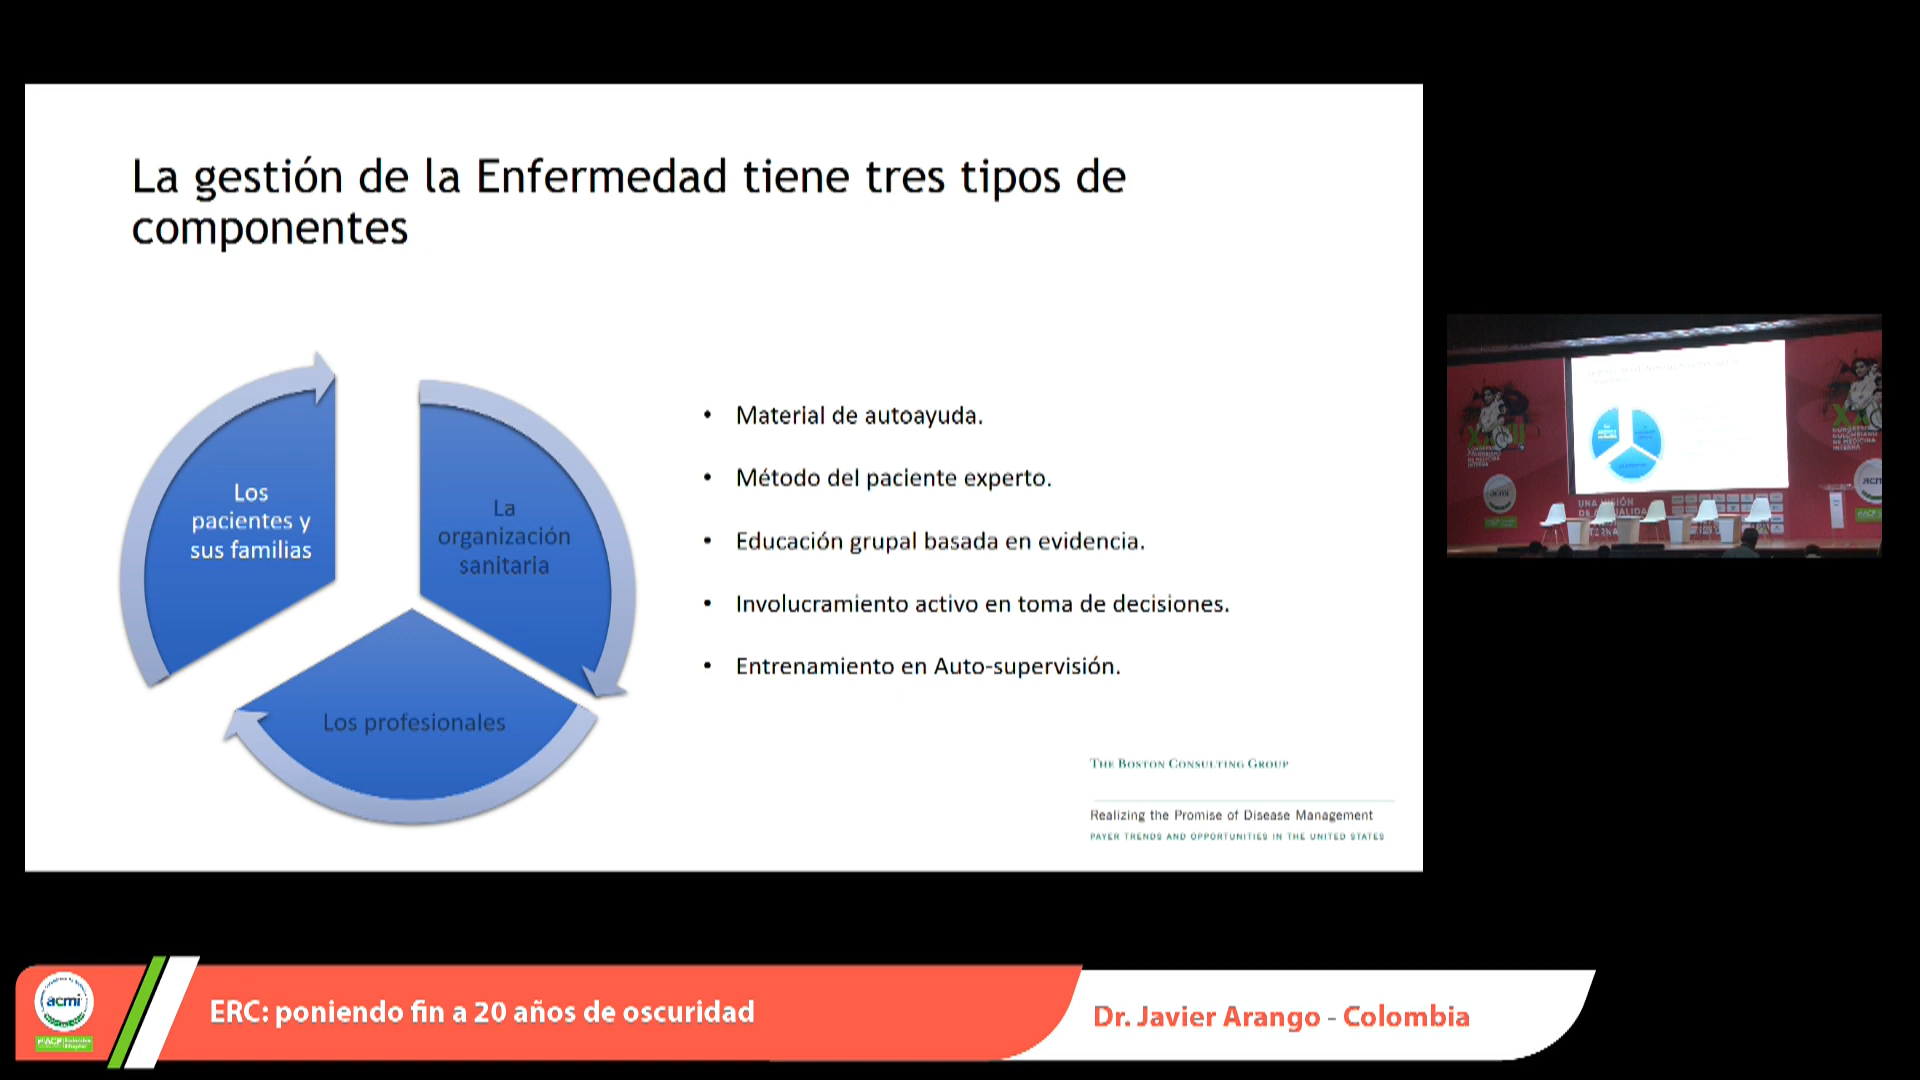 La gestión de la Enfermedad tiene tres tipos de
componentes
Los
pacientes y
sus familias
La
organización
sanitaria
Los profesionales
• Material de autoayuda.
• Método del paciente experto.
• Educación grupal basada en evidencia.
• Involucramiento activo en toma de decisiones.
• Entrenamiento en Auto-supervisión.
THE BOSTON CONSULTING GROUP
Realizing the Promise of Disease Management
PAYER TRENDS AND OPPORTUNITIES IN THE UNITED STATES
acmi
ERC: poniendo fin a 20 años de oscuridad
Dr. Javier Arango - Colombia